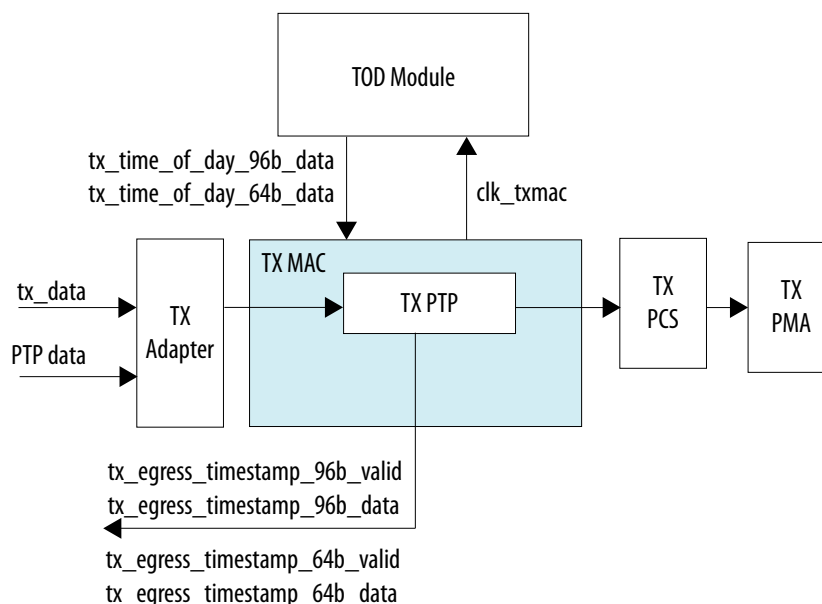 TOD Module
tx_time_of_day_96b_data
tx_time_of_day_64b_data
clk_txmac
TX MAC
tx_data
PTP data
TX
Adapter
TX PTP
TX
PCS
TX
PMA
tx_egress_timestamp_96b_valid
tx_egress_timestamp_96b_data
tx_egress_timestamp_64b_valid
tx_egress_timestamp_64b_data